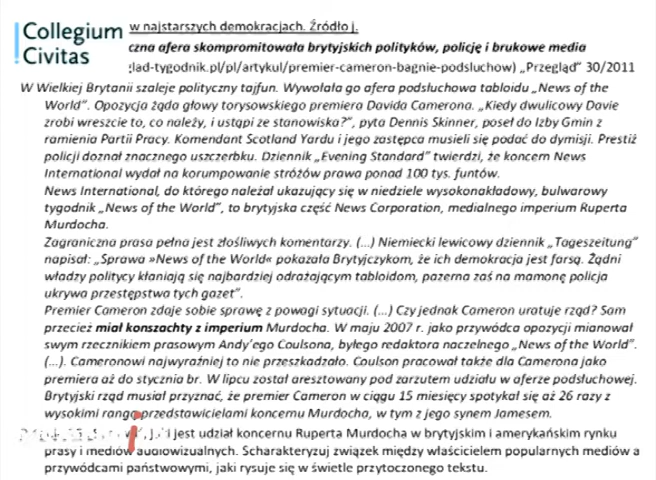 Collegium
Civitas
w najstarszych demokracjach. Źródło j.
czna afera skompromitowała brytyjskich polityków, policję i brukowe media
lad-tygodnik.pl/pl/artykul/premier-cameron-bagnie-podsluchow) „Przegląd" 30/2011
W Wielkiej Brytanii szaleje polityczny tajfun. Wywołała go afera podsłuchowa tabloidu „News of the
World". Opozycja żąda głowy torysowskiego premiera Davida Camerona. „Kiedy dwulicowy Davie
zrobi wreszcie to, co należy, i ustąpi ze stanowiska?", pyta Dennis Skinner, poseł do Izby Gmin z
ramienia Partii Pracy. Komendant Scotland Yardu i jego zastępca musieli się podać do dymisji. Prestiż
policji doznał znacznego uszczerbku. Dziennik „Evening Standard" twierdzi, że koncern News
International wydał na korumpowanie stróżów prawa ponad 100 tys. funtów.
News International, do którego należał ukazujący się w niedziele wysokonakładowy, bulwarowy
tygodnik „News of the World", to brytyjska część News Corporation, medialnego imperium Ruperta
Murdocha.
Zagraniczna prasa pełna jest złośliwych komentarzy. (...) Niemiecki lewicowy dziennik „Tageszeitung"
napisał: „Sprawa »News of the World« pokazała Brytyjczykom, że ich demokracja jest farsą. Żądni
władzy politycy kłaniają się najbardziej odrażającym tabloidom, pazerna zaś na mamonę policja
ukrywa przestępstwa tych gazet".
Premier Cameron zdaje sobie sprawę z powagi sytuacji. (...) Czy jednak Cameron uratuje rząd? Sam
przecież miał konszachty z imperium Murdocha. W maju 2007 r. jako przywódca opozycji mianował
swym rzecznikiem prasowym Andy'ego Coulsona, byłego redaktora naczelnego „News of the World".
(...). Cameronowi najwyraźniej to nie przeszkadzało. Coulson pracował także dla Camerona jako
premiera aż do stycznia br. W lipcu został aresztowany pod zarzutem udziału w aferze podsłuchowej.
Brytyjski rząd musiał przyznać, że premier Cameron w ciągu 15 miesięcy spotykał się aż 26 razy z
wysokimi rangą przedstawicielami koncernu Murdocha, w tym z jego synem Jamesem.
i jest udział koncernu Ruperta Murdocha w brytyjskim i amerykańskim rynku
prasy i mediów audiowizualnych. Scharakteryzuj związek między właścicielem popularnych mediów a
przywódcami państwowymi, jaki rysuje się w świetle przytoczonego tekstu.